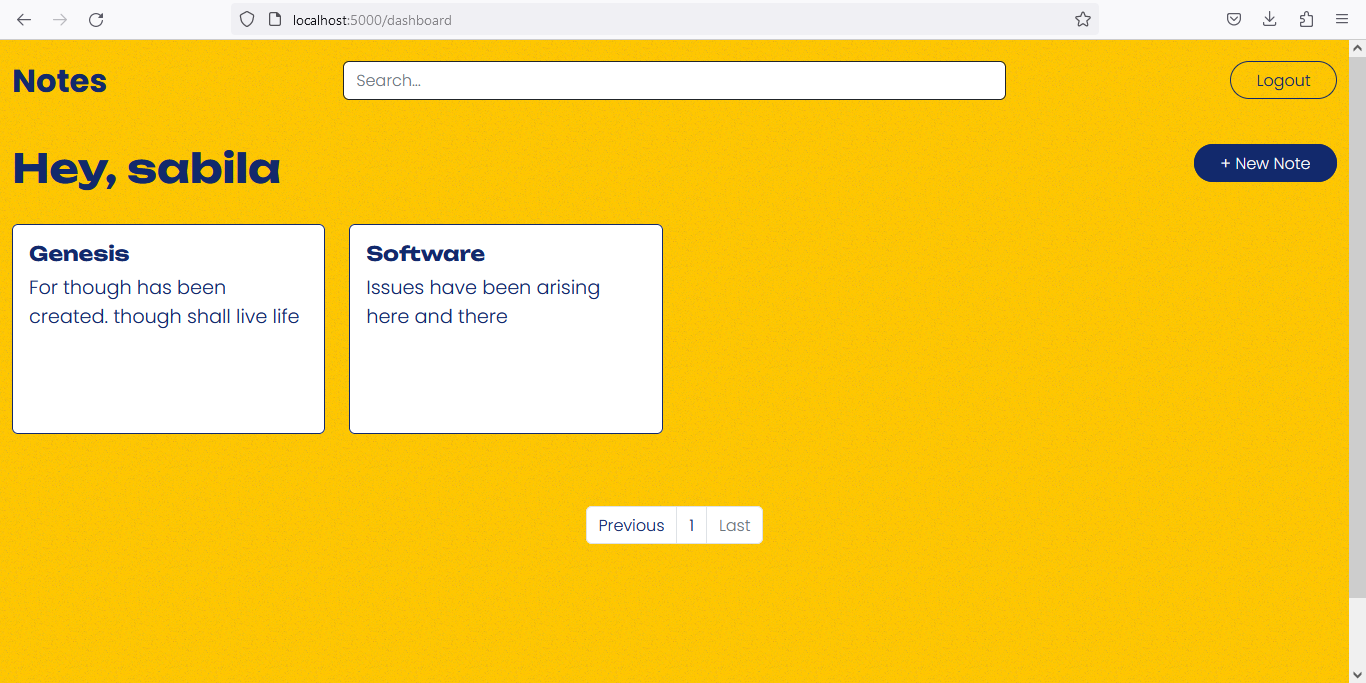 localhost:5000/dashboard
Notes
Search...
Logout
Hey, sabila
+ New Note
Genesis
For though has been
created. though shall live life
Software
Issues have been arising
here and there
Previous 1 Last